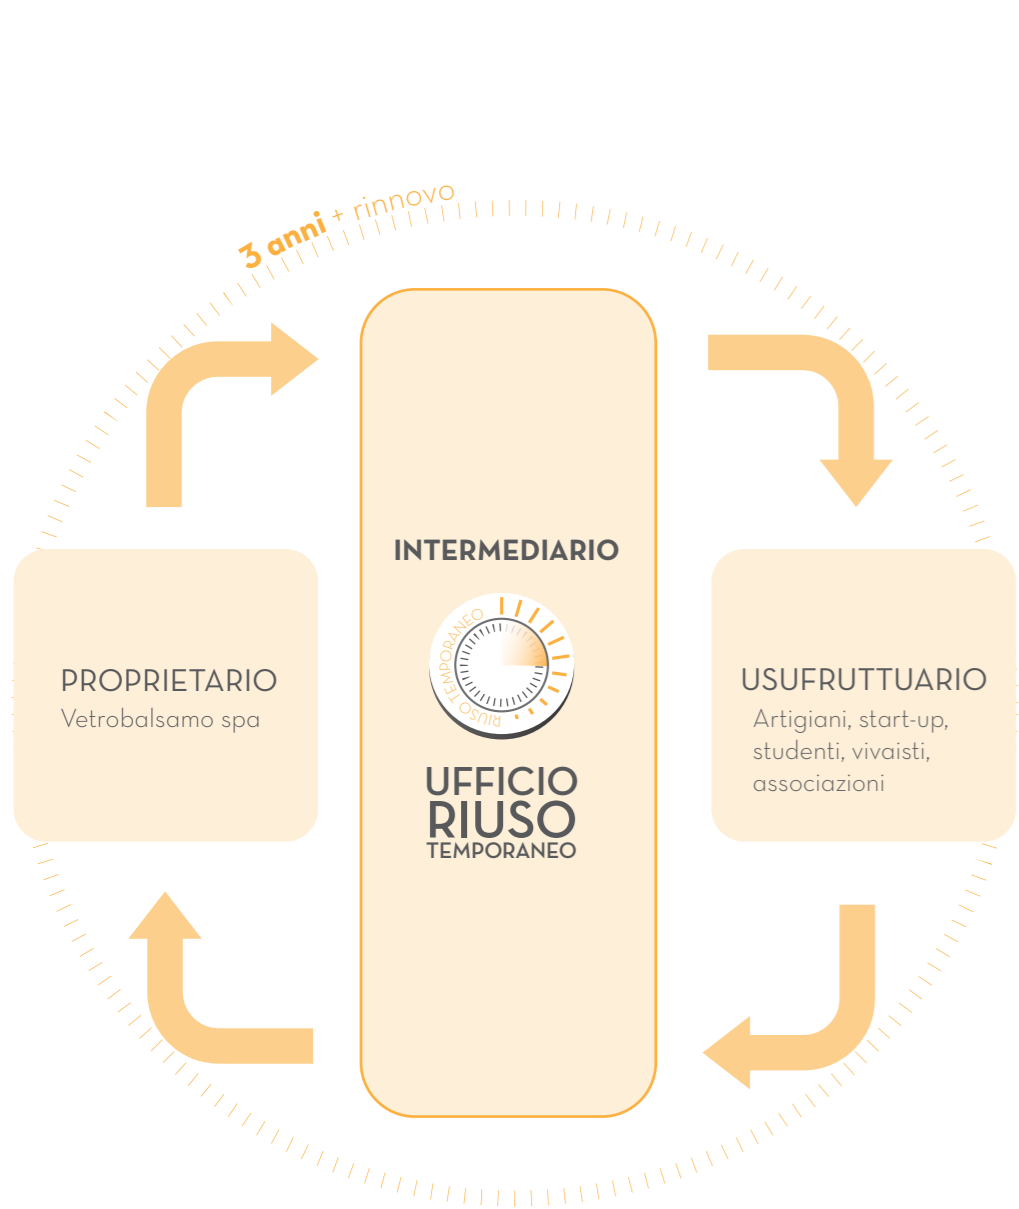 3 anni + rinnovo
INTERMEDIARIO
RIUSO TEMPORANEO
UFFICIO
RIUSO
TEMPORANEO
PROPRIETARIO
Vetrobalsamo spa
USUFRUTTUARIO
Artigiani, start-up,
studenti, vivaisti,
associazioni